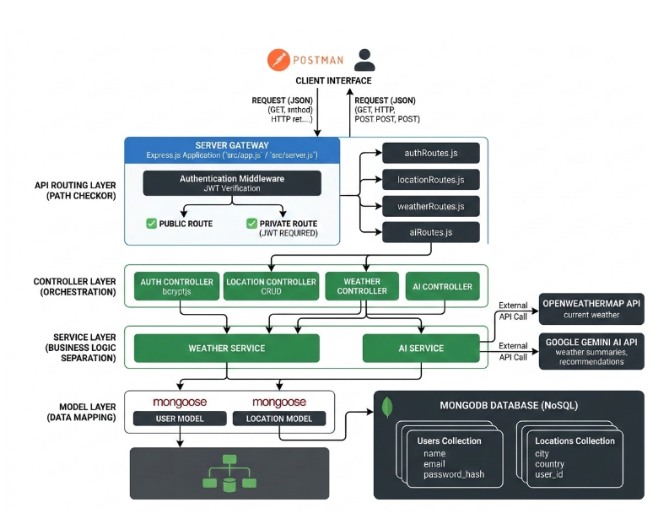 POSTMAN
CLIENT INTERFACE
REQUEST (JSON)
(GET, ınthod)
HTTP ret....)
REQUEST (JSON)
(GET, HTTP,
POST POST, POST)
SERVER GATEWAY
Express.js Application ("src/app.js" / "src/server.js")
Authentication Middleware
JWT Verification
PUBLIC ROUTE
PRIVATE ROUTE
(JWT REQUIRED)
authRoutes.js
locationRoutes.js
weatherRoutes.js
aiRoutes.js
API ROUTING LAYER
(PATH CHECKOR)
CONTROLLER LAYER
(ORCHESTRATION)
AUTH CONTROLLER
bcryptjs
LOCATION CONTROLLER
CRUD
WEATHER
CONTROLLER
AI CONTROLLER
SERVICE LAYER
(BUSINESS LOGIC
SEPARATION)
WEATHER SERVICE
AI SERVICE
External
API Call
External
API Call
OPENWEATHERMAP API
current weather
GOOGLE GEMINI AI API
weather summaries,
recommendations
MODEL LAYER
(DATA MAPPING)
mongoose
USER MODEL
mongoose
LOCATION MODEL
MONGODB DATABASE (NoSQL)
Users Collection
name
email
password_hash
Locations Collection
city
country
user_id